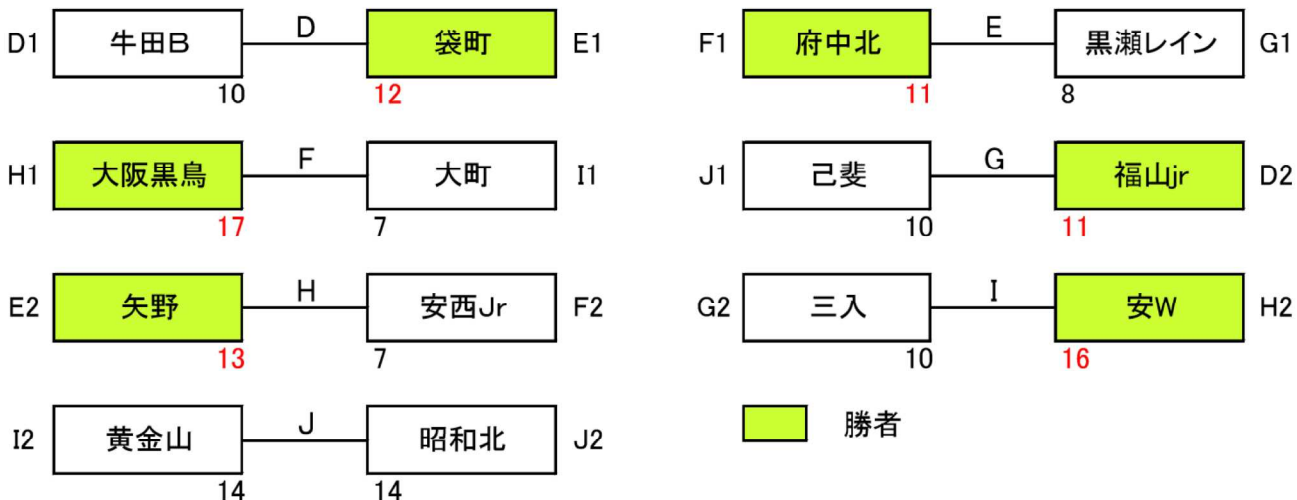 D1 牛田B D 袋町 E1 F1 府中北 E 黒瀬レイン G1
10 12 11 8
H1 大阪黒鳥 F 大町 I1 J1 己斐 G 福山jr D2
17 7 10 11
E2 矢野 H 安西Jr F2 G2 三入 I 安W H2
13 7 10 16
I2 黄金山 J 昭和北 J2 勝者
14 14